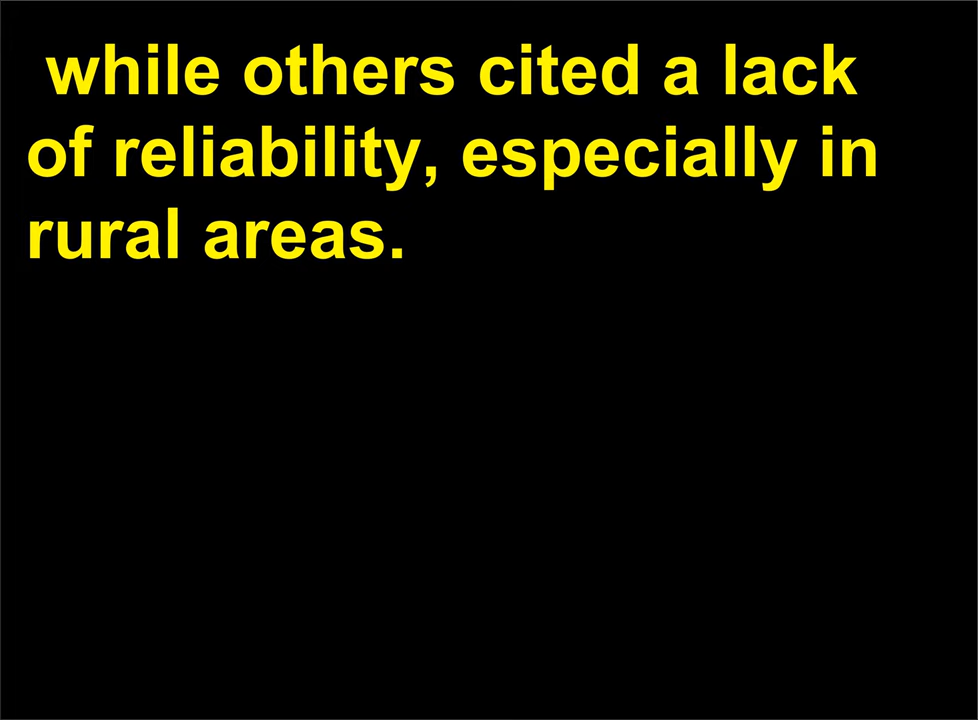 while others cited a lack
of reliability, especially in
rural areas.